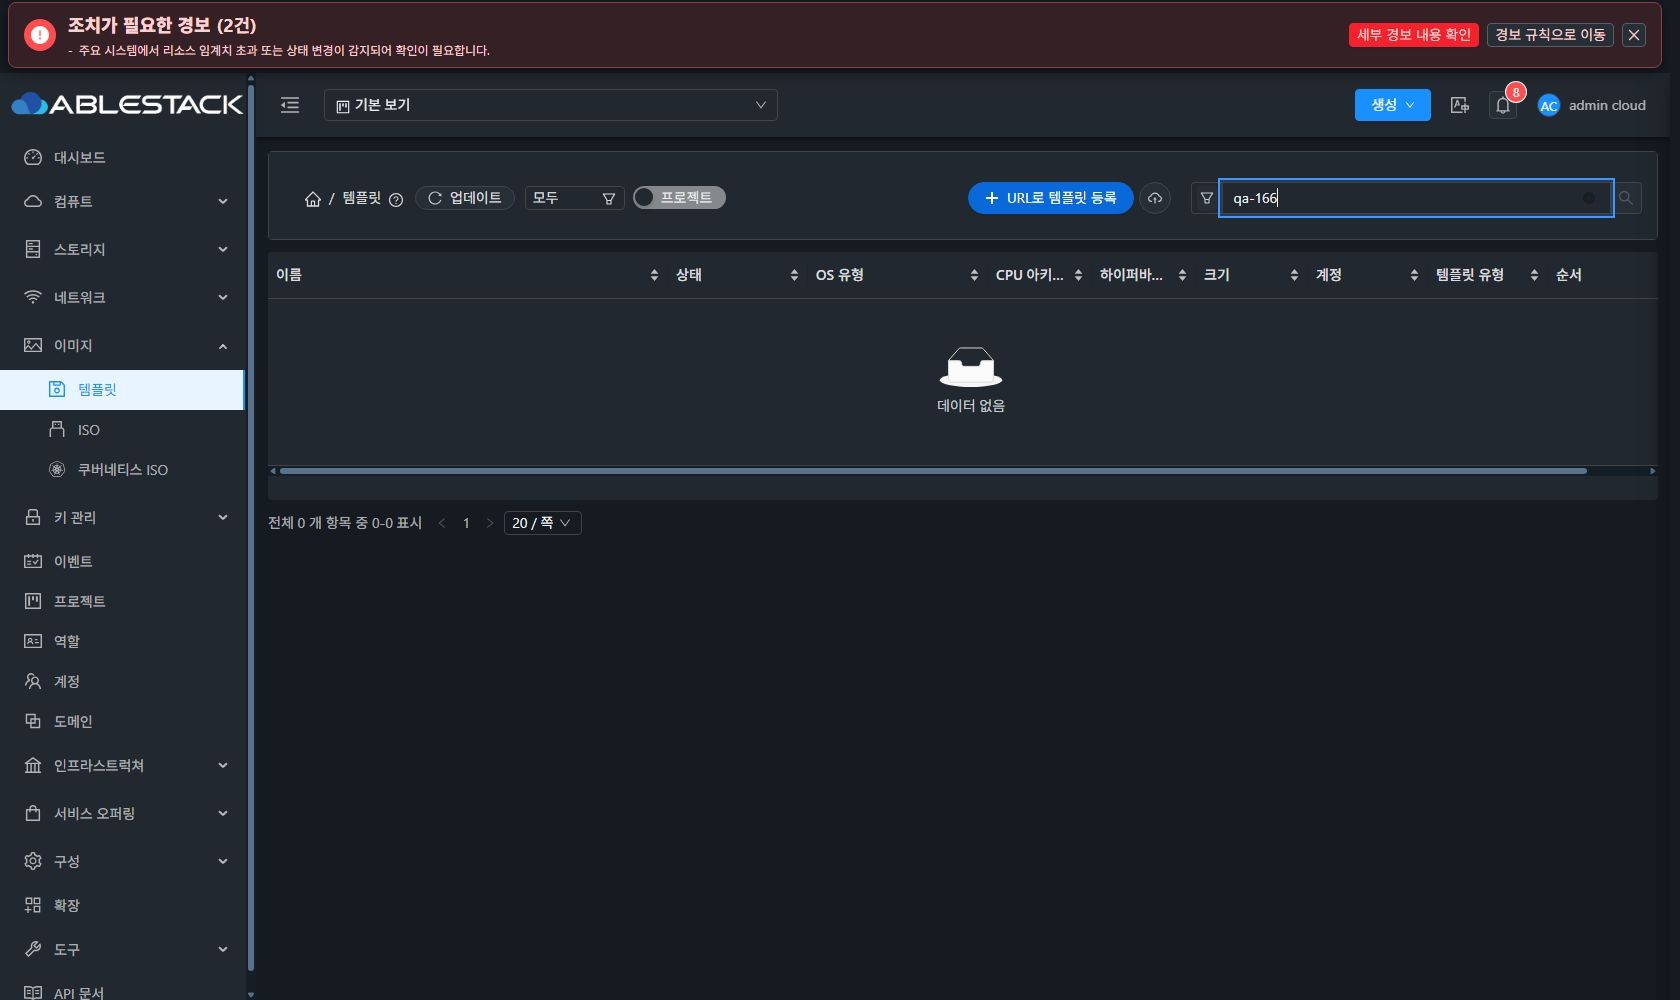 조치가 필요한 경보 (2건)
- 주요 시스템에서 리소스 임계치 초과 또는 상태 변경이 감지되어 확인이 필요합니다.
세부 경보 내용 확인
경보 규칙으로 이동
ABLESTACK
기본 보기
생성
8
AC
admin cloud
대시보드
컴퓨트
스토리지
네트워크
이미지
템플릿
ISO
쿠버네티스 ISO
키 관리
이벤트
프로젝트
역할
계정
도메인
인프라스트럭쳐
서비스 오퍼링
구성
확장
도구
API 문서
/ 템플릿
업데이트
모두
프로젝트
+ URL로 템플릿 등록
qa-166
이름 상태 OS 유형 CPU 아키... 하이퍼바... 크기 계정 템플릿 유형 순서
데이터 없음
전체 0 개 항목 중 0-0 표시 < 1 > 20 / 쪽